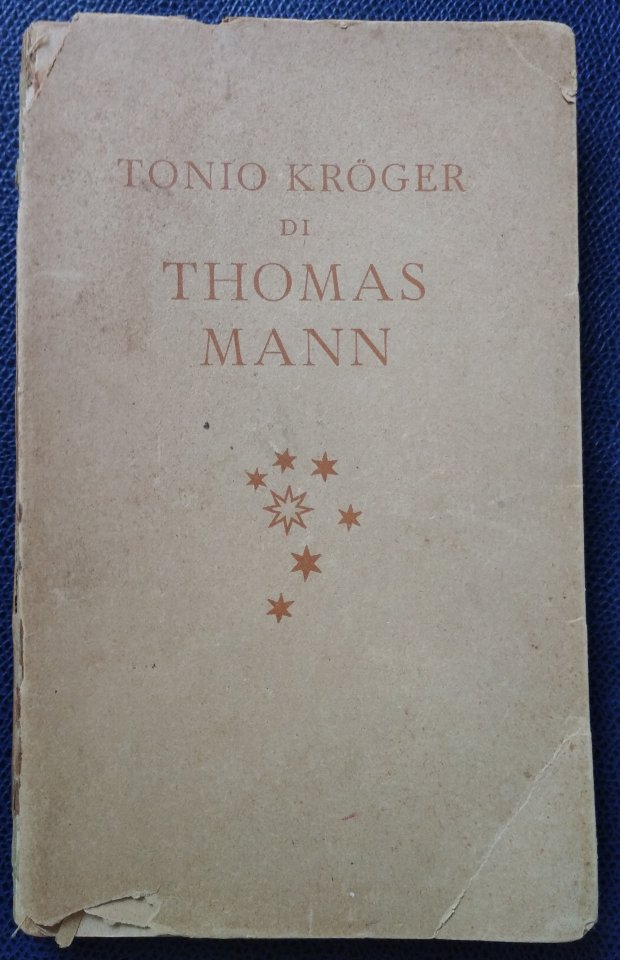 TONIO KRÖGER
DI
THOMAS
MANN